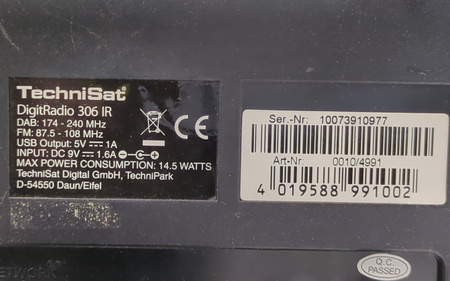 TechniSat
DigitRadio 306 IR
DAB: 174 - 240 MHz
FM: 87.5 - 108 MHz
USB Output: 5V ⎓ 1A
INPUT: DC 9V ⎓ 1.6A
MAX POWER CONSUMPTION: 14.5 WATTS
TechniSat Digital GmbH, TechniPark
D-54550 Daun/Eifel
CE
Ser.-Nr: 10073910977
Art-Nr. 0010/4991
4 019588 991002
Q.C.
PASSED
NETWORK